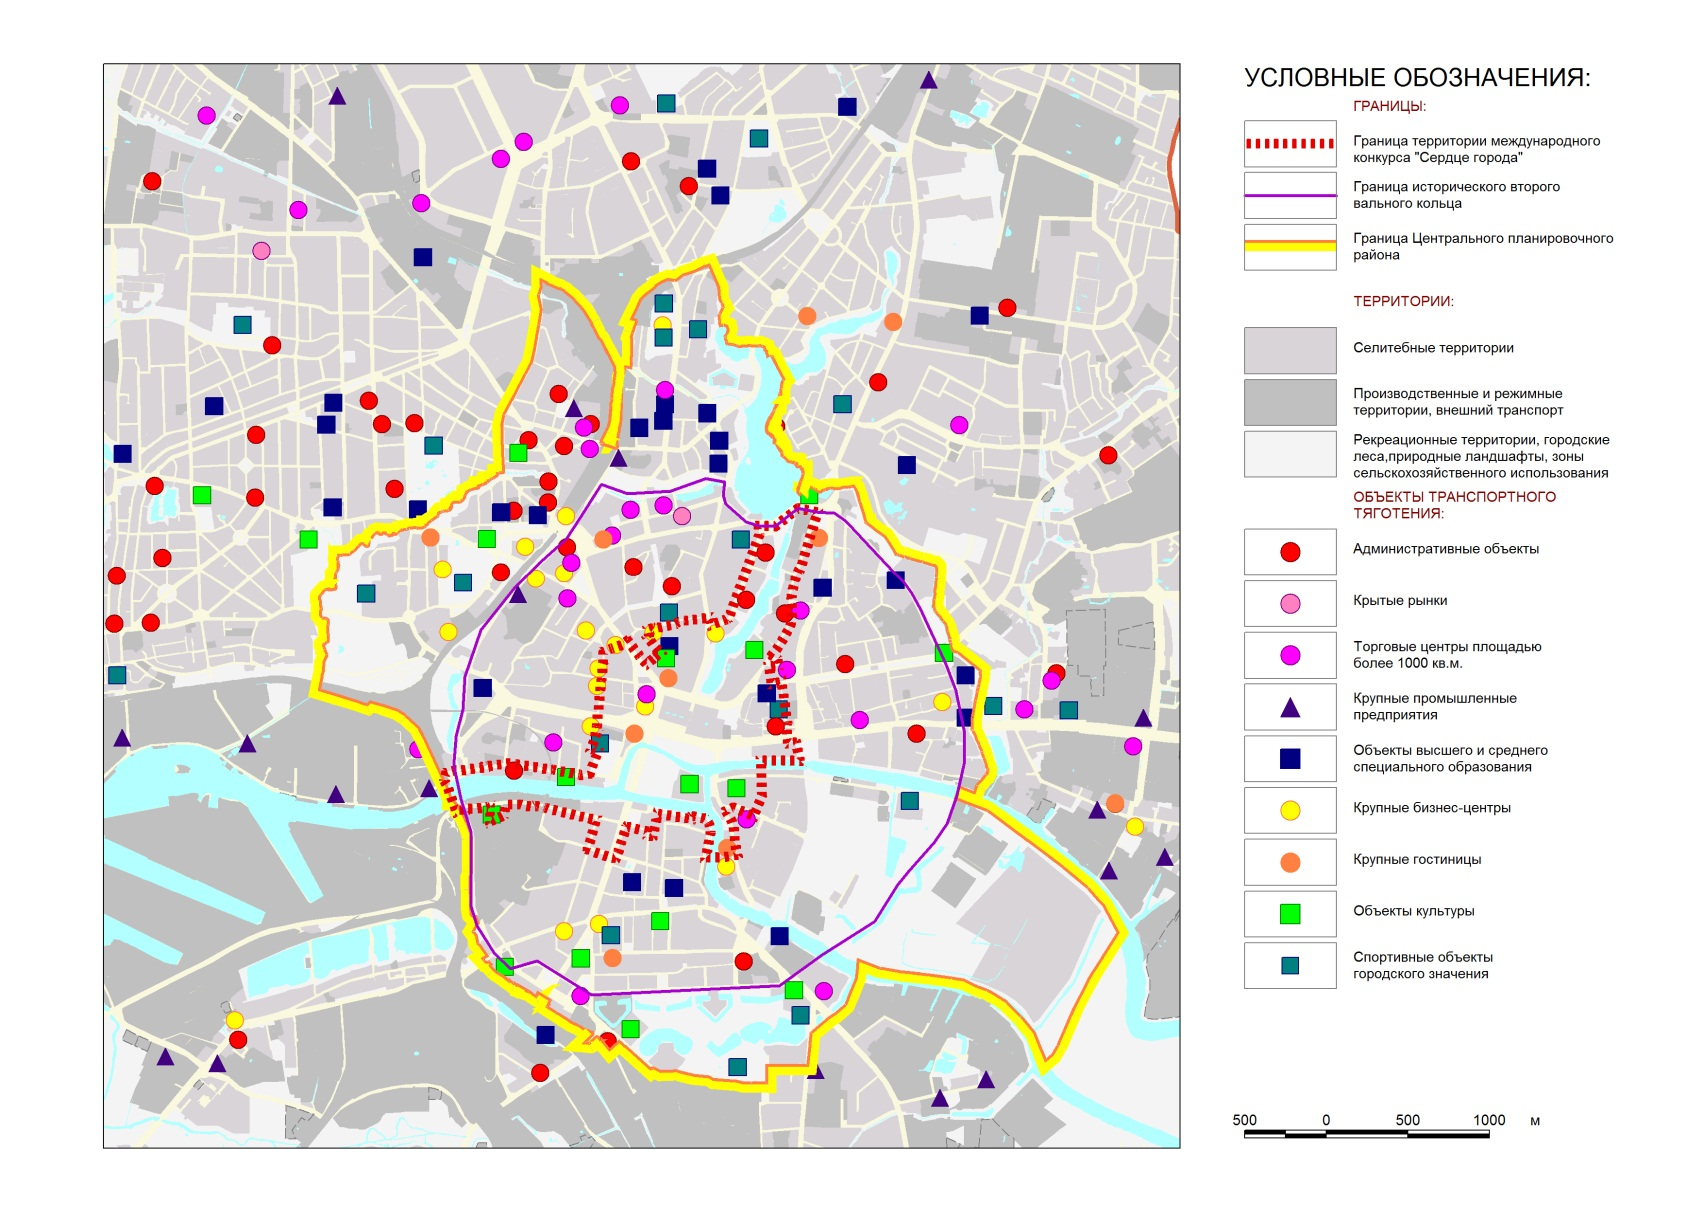 УСЛОВНЫЕ ОБОЗНАЧЕНИЯ:
ГРАНИЦЫ:
Граница территории международного
конкурса "Сердце города"
Граница исторического второго
вального кольца
Граница Центрального планировочного
района
ТЕРРИТОРИИ:
Селитебные территории
Производственные и режимные
территории, внешний транспорт
Рекреационные территории, городские
леса,природные ландшафты, зоны
сельскохозяйственного использования
ОБЪЕКТЫ ТРАНСПОРТНОГО
ТЯГОТЕНИЯ:
Административные объекты
Крытые рынки
Торговые центры площадью
более 1000 кв.м.
Крупные промышленные
предприятия
Объекты высшего и среднего
специального образования
Крупные бизнес-центры
Крупные гостиницы
Объекты культуры
Спортивные объекты
городского значения
500 0 500 1000 м